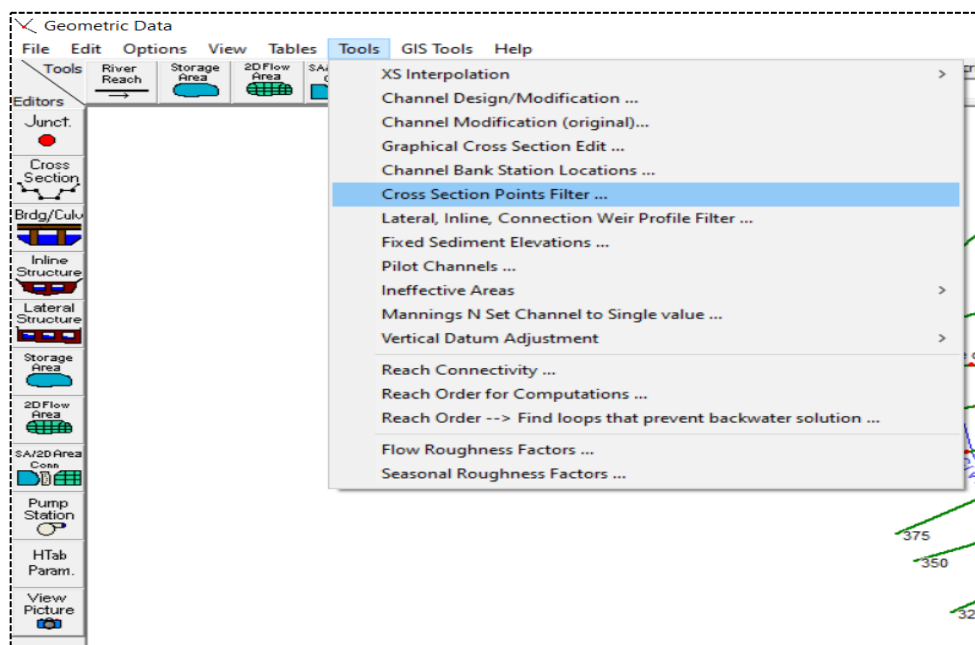 Geometric Data
File Edit Options View Tables Tools GIS Tools Help
Tools
Editors
River
Reach
Storage
Area
2D Flow
Area
XS Interpolation
Channel Design/Modification ...
Channel Modification (original)...
Graphical Cross Section Edit ...
Channel Bank Station Locations ...
Cross Section Points Filter ...
Lateral, Inline, Connection Weir Profile Filter ...
Fixed Sediment Elevations ...
Pilot Channels ...
Ineffective Areas
Mannings N Set Channel to Single value ...
Vertical Datum Adjustment
Reach Connectivity ...
Reach Order for Computations ...
Reach Order --> Find loops that prevent backwater solution ...
Flow Roughness Factors ...
Seasonal Roughness Factors ...
Junct.
Cross
Section
Brdg/Culv
Inline
Structure
Lateral
Structure
Storage
Area
2D Flow
Area
SA/2D Area
Conn
Pump
Station
HTab
Param.
View
Picture
375
350